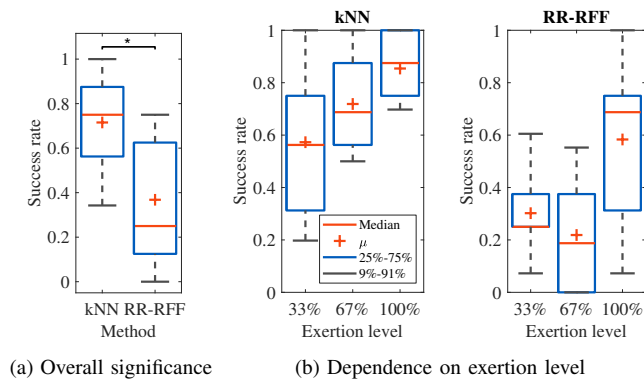 kNN
RR-RFF
*
Success rate
1
0.8
0.6
0.4
0.2
0
kNN RR-RFF
Method
Success rate
1
0.8
0.6
0.4
0.2
0
Median
μ
25%-75%
9%-91%
33% 67% 100%
Exertion level
Success rate
1
0.8
0.6
0.4
0.2
0
33% 67% 100%
Exertion level
(a) Overall significance
(b) Dependence on exertion level